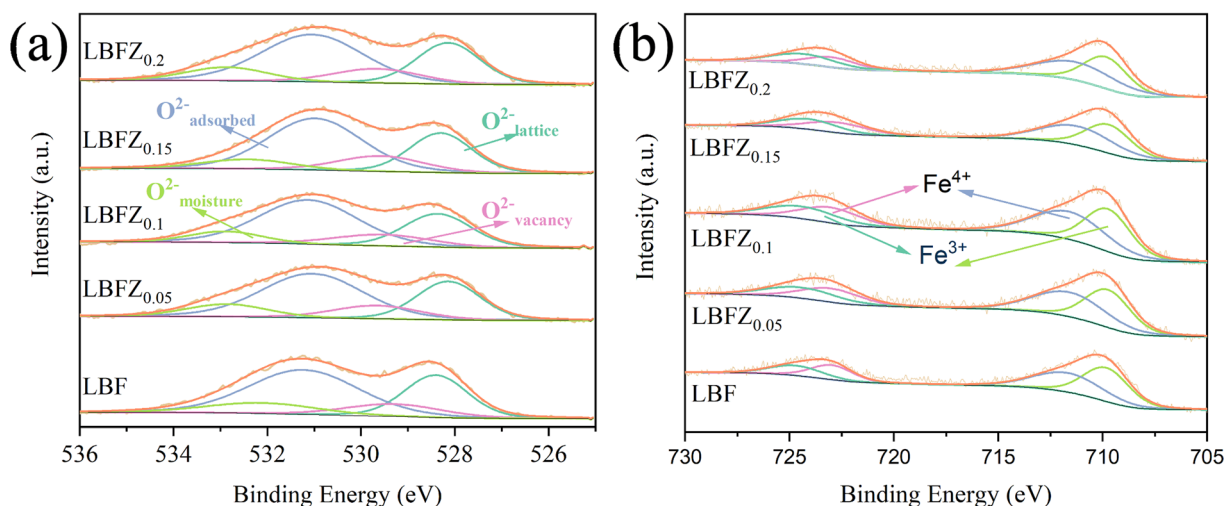 (a)
LBFZ0.2
O2- adsorbed
O2- lattice
LBFZ0.15
O2- moisture
O2- vacancy
LBFZ0.1
LBFZ0.05
LBF
Intensity (a.u.)
536 534 532 530 528 526
Binding Energy (eV)
(b)
LBFZ0.2
LBFZ0.15
Fe4+
LBFZ0.1
Fe3+
LBFZ0.05
LBF
Intensity (a.u.)
730 725 720 715 710 705
Binding Energy (eV)